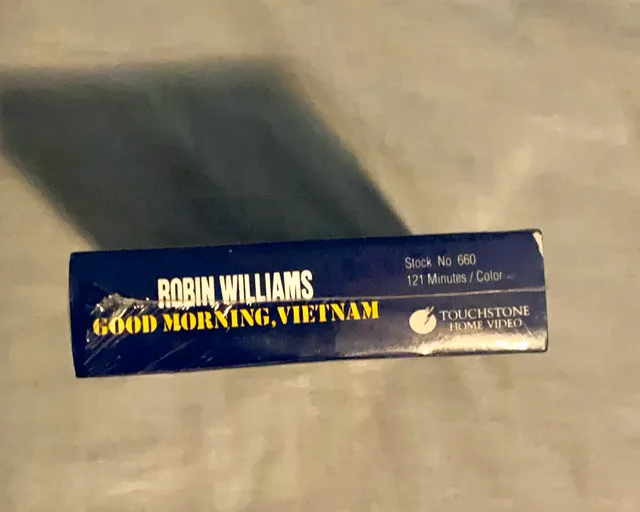 ROBIN WILLIAMS
GOOD MORNING, VIETNAM
Stock No. 660
121 Minutes / Color
TOUCHSTONE
HOME VIDEO